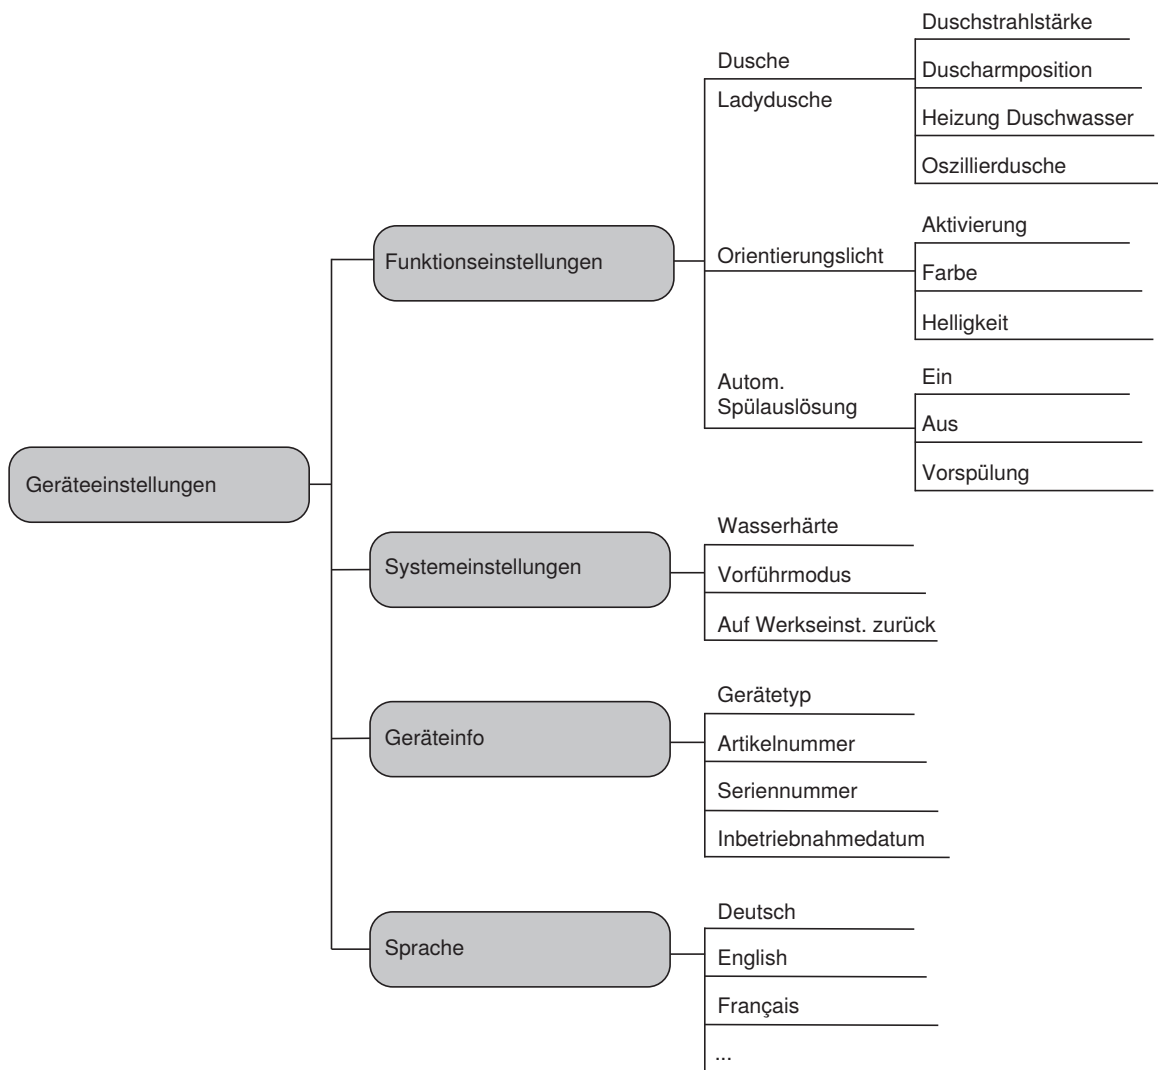 Geräteeinstellungen
Funktionseinstellungen
Dusche
Ladydusche
Duschstrahlstärke
Duscharmposition
Heizung Duschwasser
Oszillierdusche
Orientierungslicht
Aktivierung
Farbe
Helligkeit
Autom.
Spülauslösung
Ein
Aus
Vorspülung
Systemeinstellungen
Wasserhärte
Vorführmodus
Auf Werkseinst. zurück
Geräteinfo
Gerätetyp
Artikelnummer
Seriennummer
Inbetriebnahmedatum
Sprache
Deutsch
English
Français
...